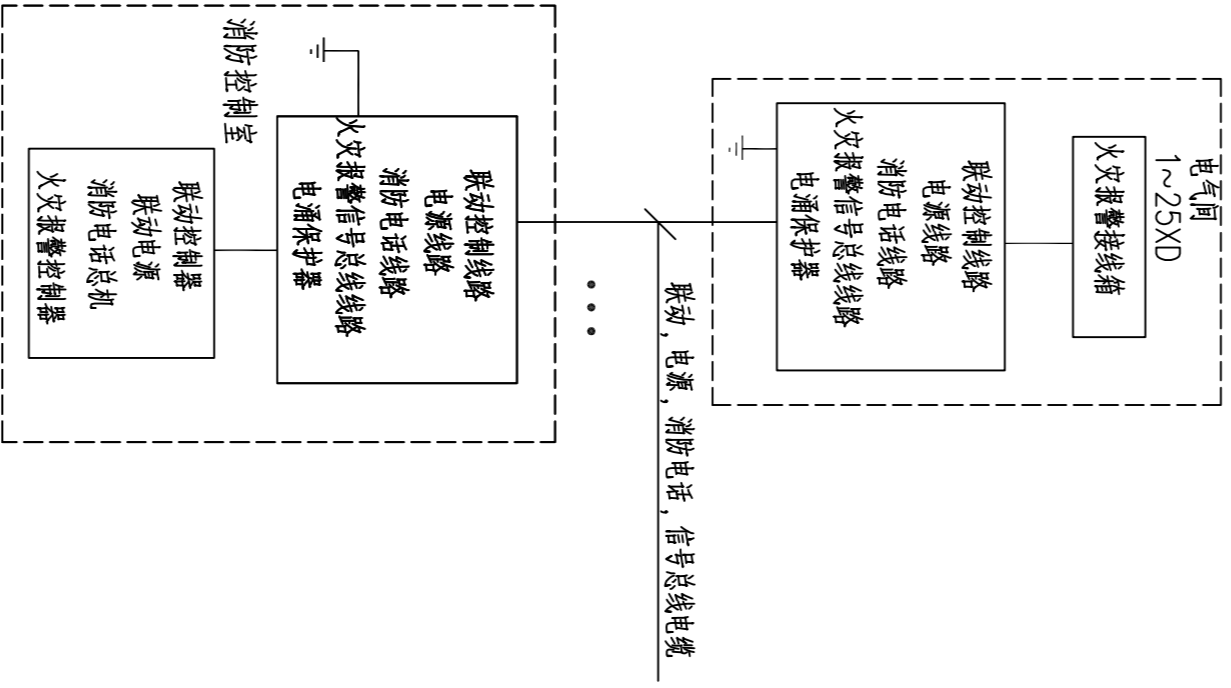 电气间
1~25XD
火灾报警接线箱
联动控制线路
电源线路
消防电话线路
火灾报警信号总线线路
电涌保护器
联动,电源,消防电话,信号总线电缆
联动控制线路
电源线路
消防电话线路
火灾报警信号总线线路
电涌保护器
消防控制室
联动控制器
联动电源
消防电话总机
火灾报警控制器